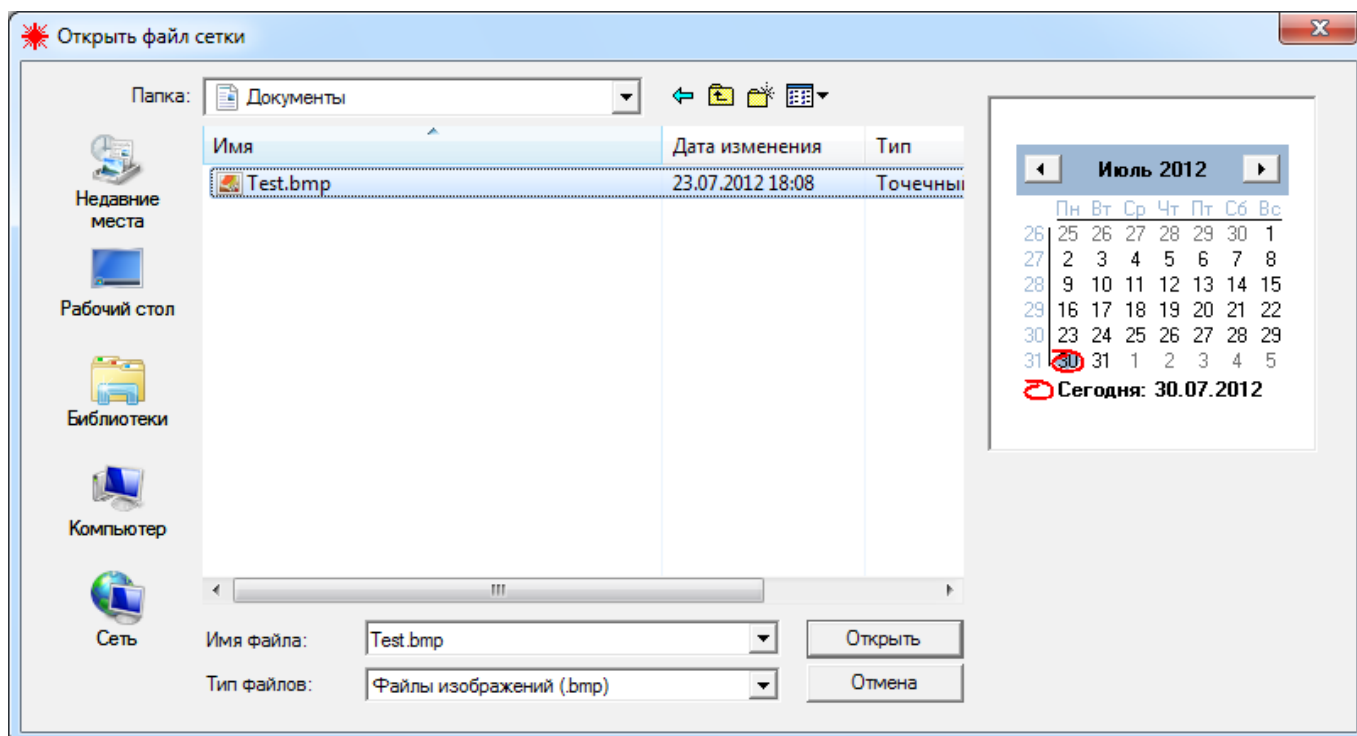 Открыть файл сетки
Папка: Документы
Недавние места
Рабочий стол
Библиотеки
Компьютер
Сеть
Имя Дата изменения Тип
Test.bmp 23.07.2012 18:08 Точечный
Имя файла: Test.bmp Открыть
Тип файлов: Файлы изображений (.bmp) Отмена
Июль 2012
Пн Вт Ср Чт Пт Сб Вс
26 25 26 27 28 29 30 1
27 2 3 4 5 6 7 8
28 9 10 11 12 13 14 15
29 16 17 18 19 20 21 22
30 23 24 25 26 27 28 29
31 30 31 1 2 3 4 5
Сегодня: 30.07.2012